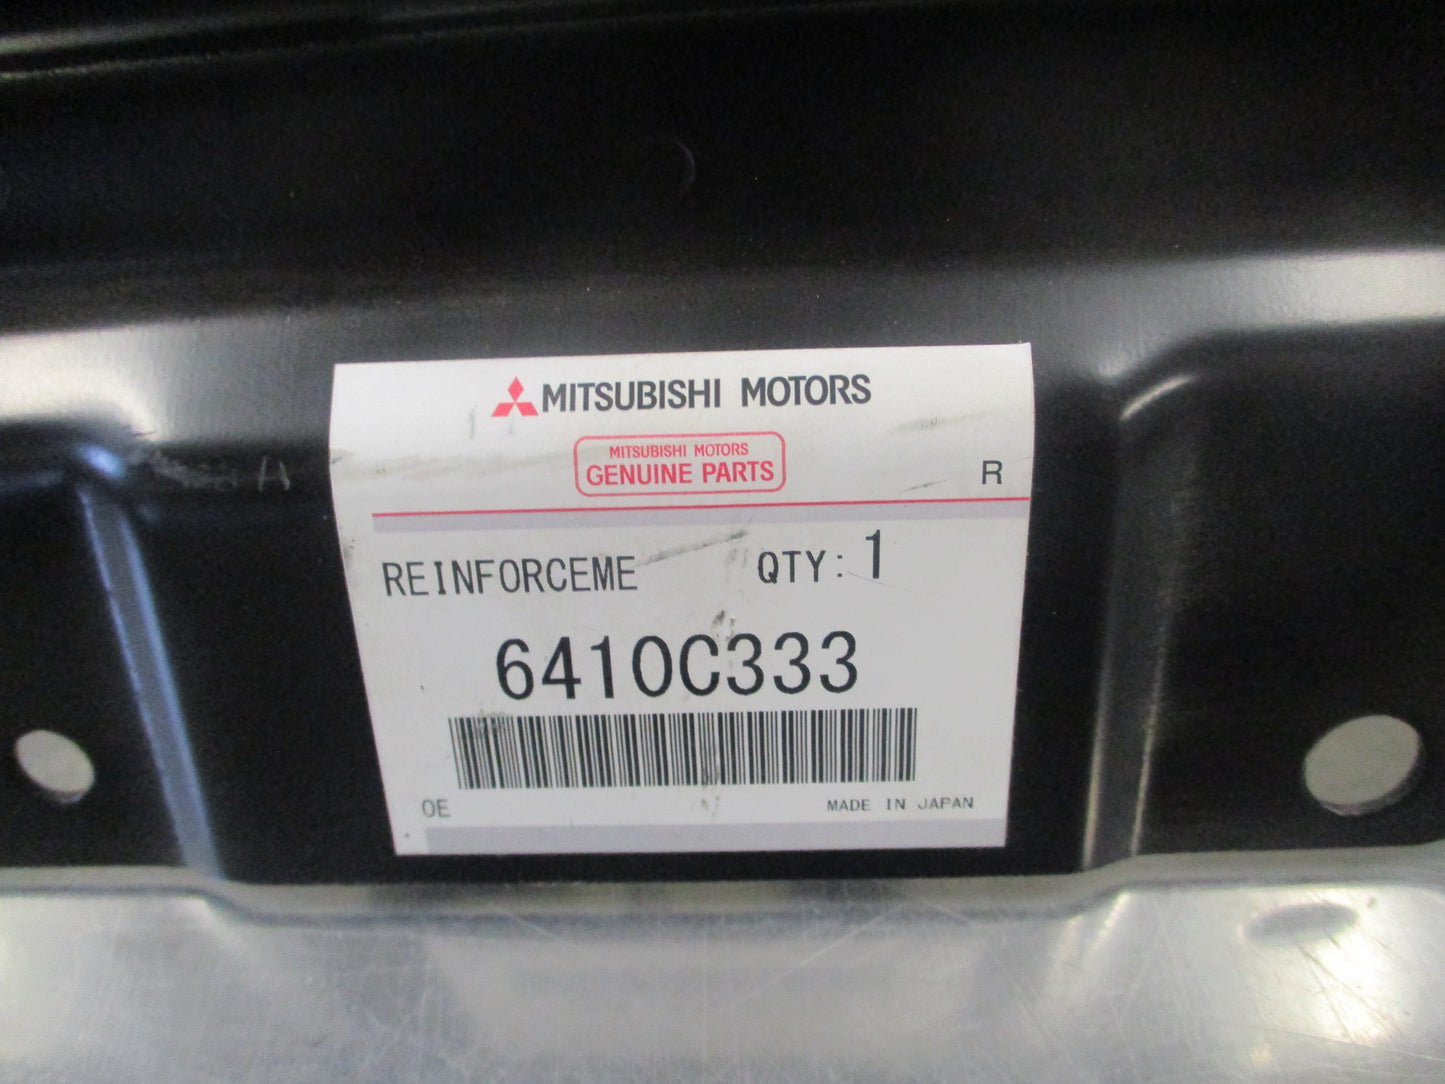 MITSUBISHI MOTORS
MITSUBISHI MOTORS
GENUINE PARTS
R
REINFORCEME QTY: 1
6410C333
OE MADE IN JAPAN